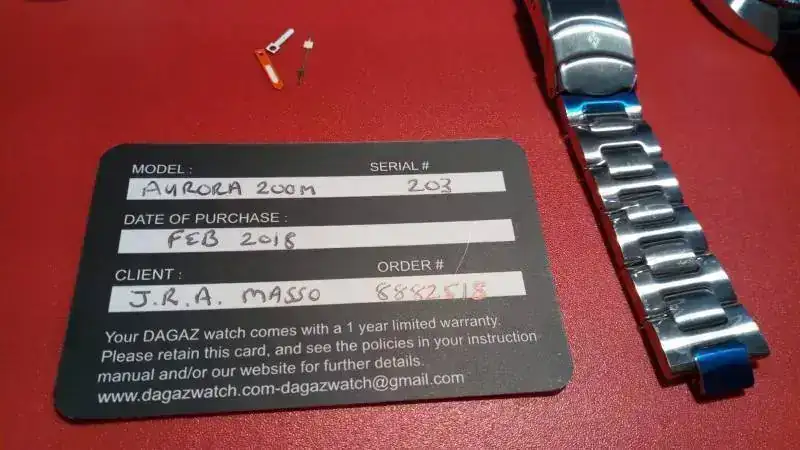 MODEL : SERIAL #
AURORA 200M 203
DATE OF PURCHASE :
FEB 2018
CLIENT : ORDER #
J.R.A. MASSO 8882518
Your DAGAZ watch comes with a 1 year limited warranty.
Please retain this card, and see the policies in your instruction
manual and/or our website for further details.
www.dagazwatch.com-dagazwatch@gmail.com